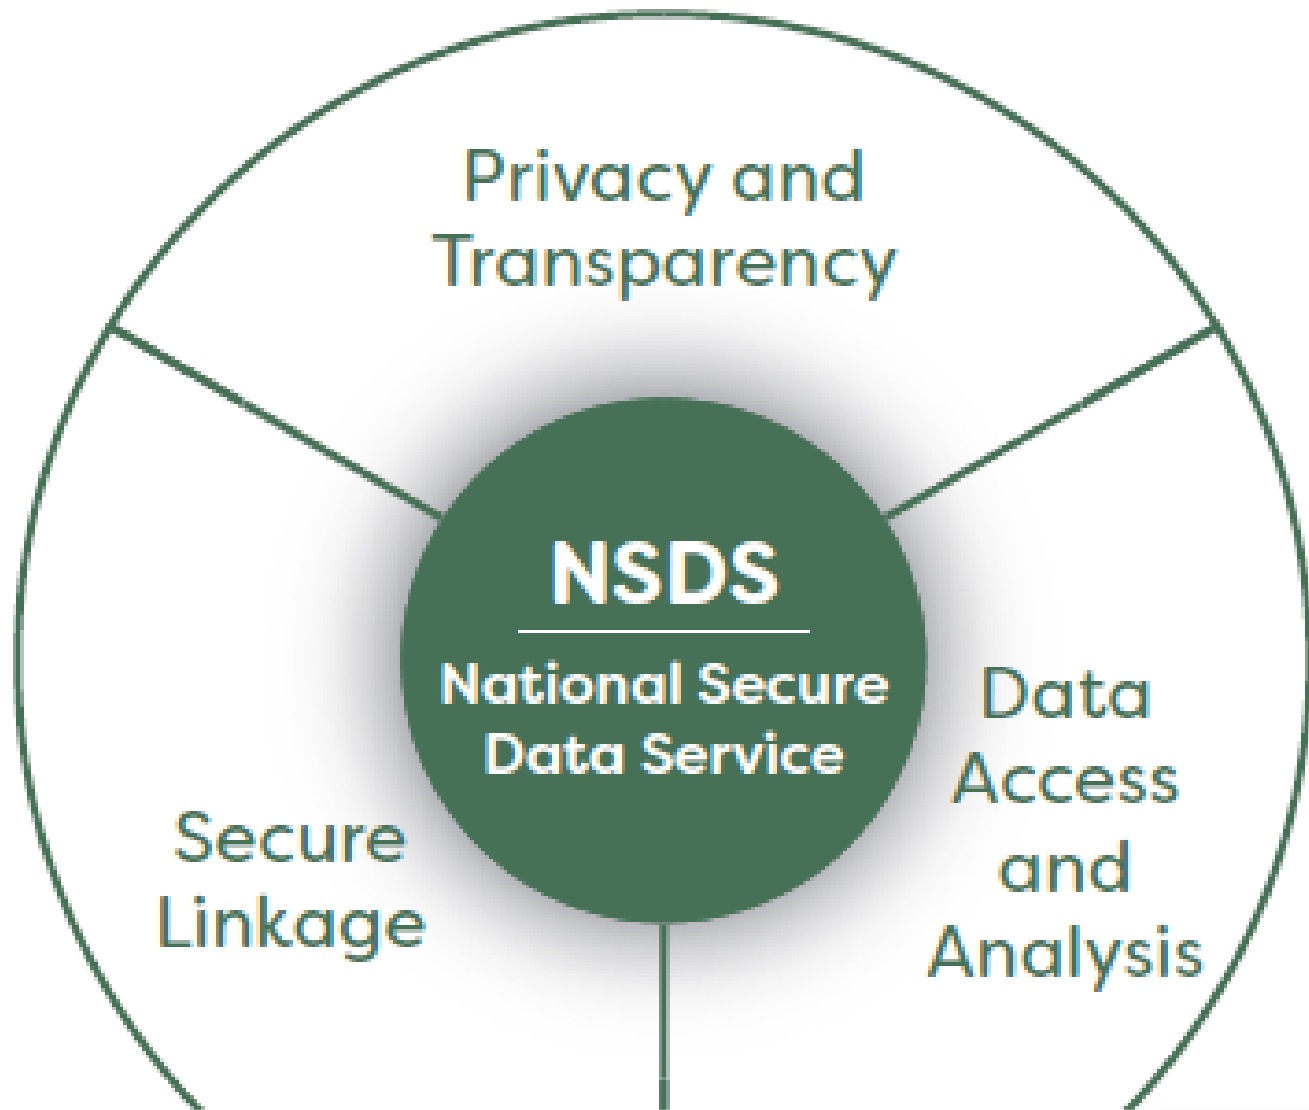 Privacy and
Transparency
NSDS
National Secure
Data Service
Data
Access
and
Analysis
Secure
Linkage